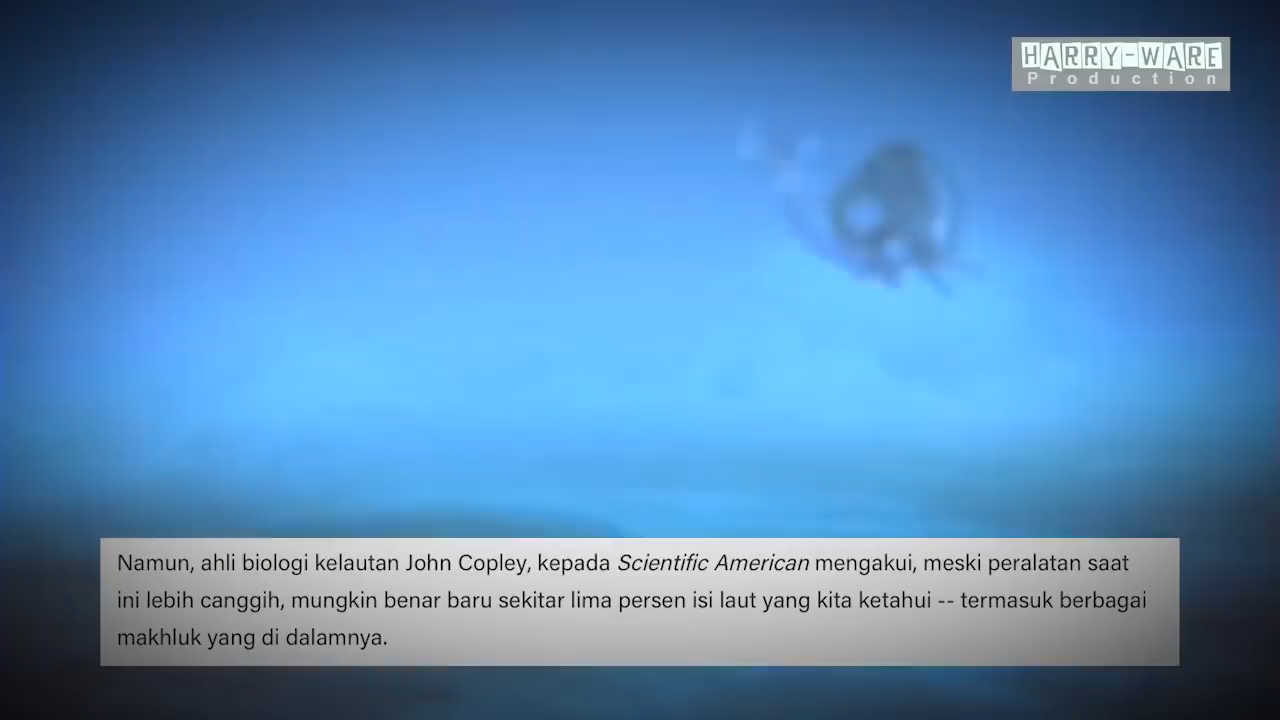 HARRY-WARE
Production
Namun, ahli biologi kelautan John Copley, kepada Scientific American mengakui, meski peralatan saat
ini lebih canggih, mungkin benar baru sekitar lima persen isi laut yang kita ketahui -- termasuk berbagai
makhluk yang di dalamnya.